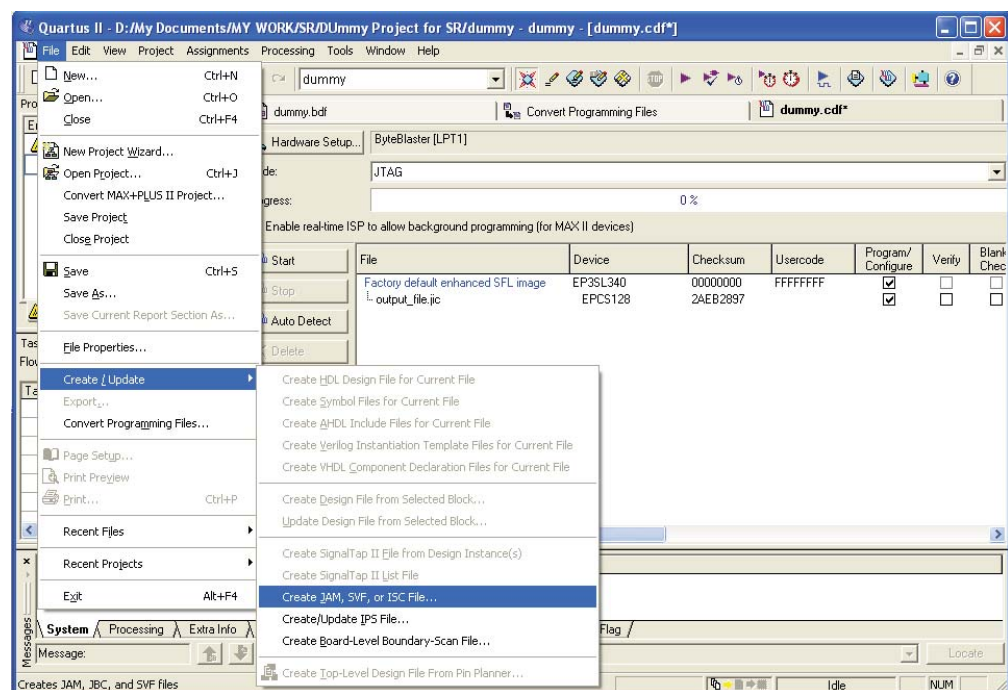 Quartus II - D:/My Documents/MY WORK/SR/DUmmy Project for SR/dummy - dummy - [dummy.cdf*]
File Edit View Project Assignments Processing Tools Window Help
New... Ctrl+N
Open... Ctrl+O
Close Ctrl+F4
New Project Wizard...
Open Project... Ctrl+J
Convert MAX+PLUS II Project...
Save Project
Close Project
Save Ctrl+S
Save As...
Save Current Report Section As...
File Properties...
Create / Update
Export...
Convert Programming Files...
Page Setup...
Print Preview
Print... Ctrl+P
Recent Files
Recent Projects
Exit Alt+F4
dummy
dummy.bdf Convert Programming Files dummy.cdf*
Hardware Setup... ByteBlaster [LPT1]
de: JTAG
gress: 0 %
Enable real-time ISP to allow background programming (for MAX II devices)
Start
Stop
Auto Detect
Delete
File Device Checksum Usercode Program/ Configure Verify Blank Chec
Factory default enhanced SFL image EP3SL340 00000000 FFFFFFFF
output_file.jic EPCS128 2AEB2897
Create HDL Design File for Current File
Create Symbol Files for Current File
Create AHDL Include Files for Current File
Create Verilog Instantiation Template Files for Current File
Create VHDL Component Declaration Files for Current File
Create Design File from Selected Block...
Update Design File from Selected Block...
Create SignalTap II File from Design Instance(s)
Create SignalTap II List File
Create JAM, SVF, or ISC File...
Create/Update IPS File...
Create Board-Level Boundary-Scan File...
Create Top-Level Design File From Pin Planner...
Pro
Tas
Flo
Ta
Messages
System Processing Extra Info Flag
Message: Locate
Creates JAM, JBC, and SVF files Idle NUM